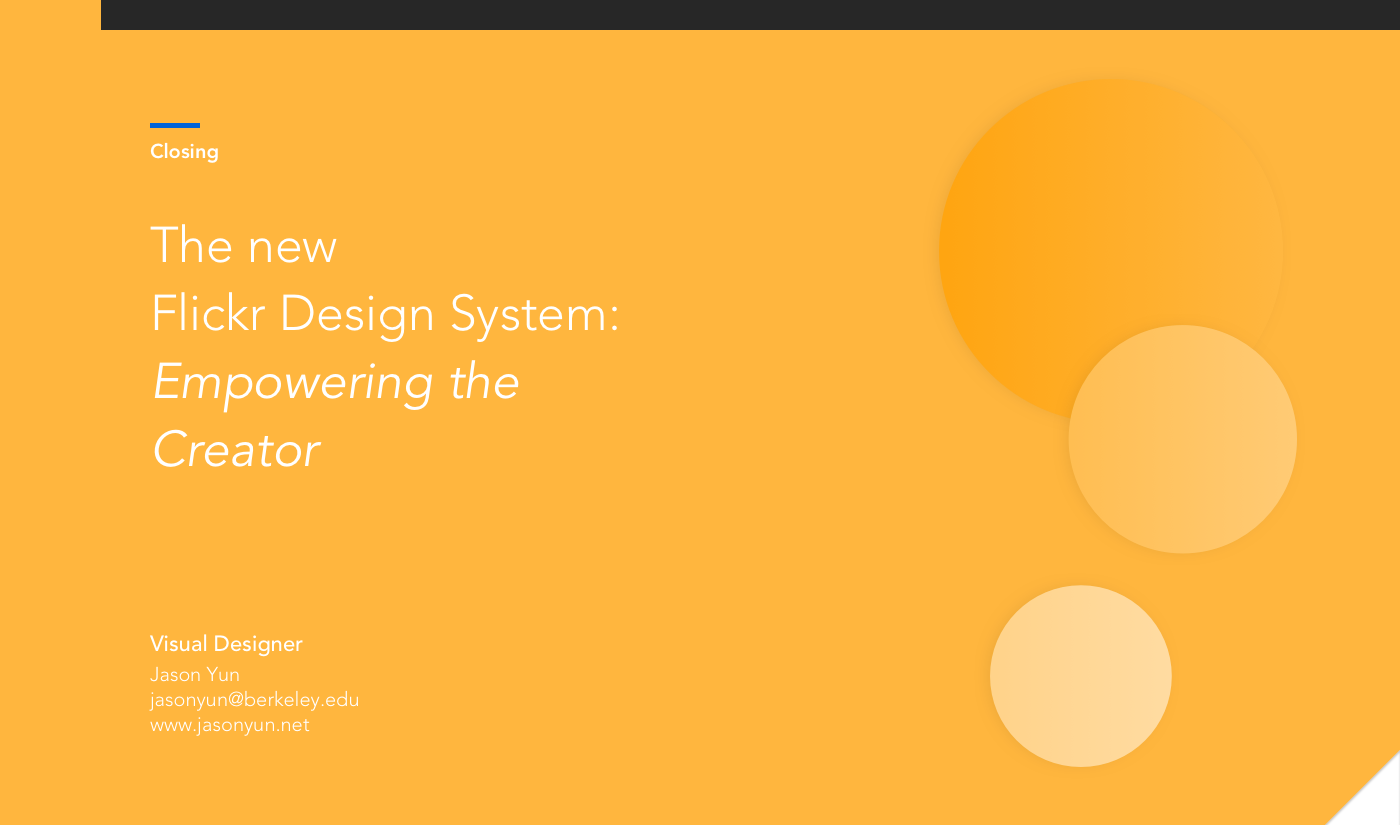 Closing
The new
Flickr Design System:
Empowering the
Creator
Visual Designer
Jason Yun
jasonyun@berkeley.edu
www.jasonyun.net